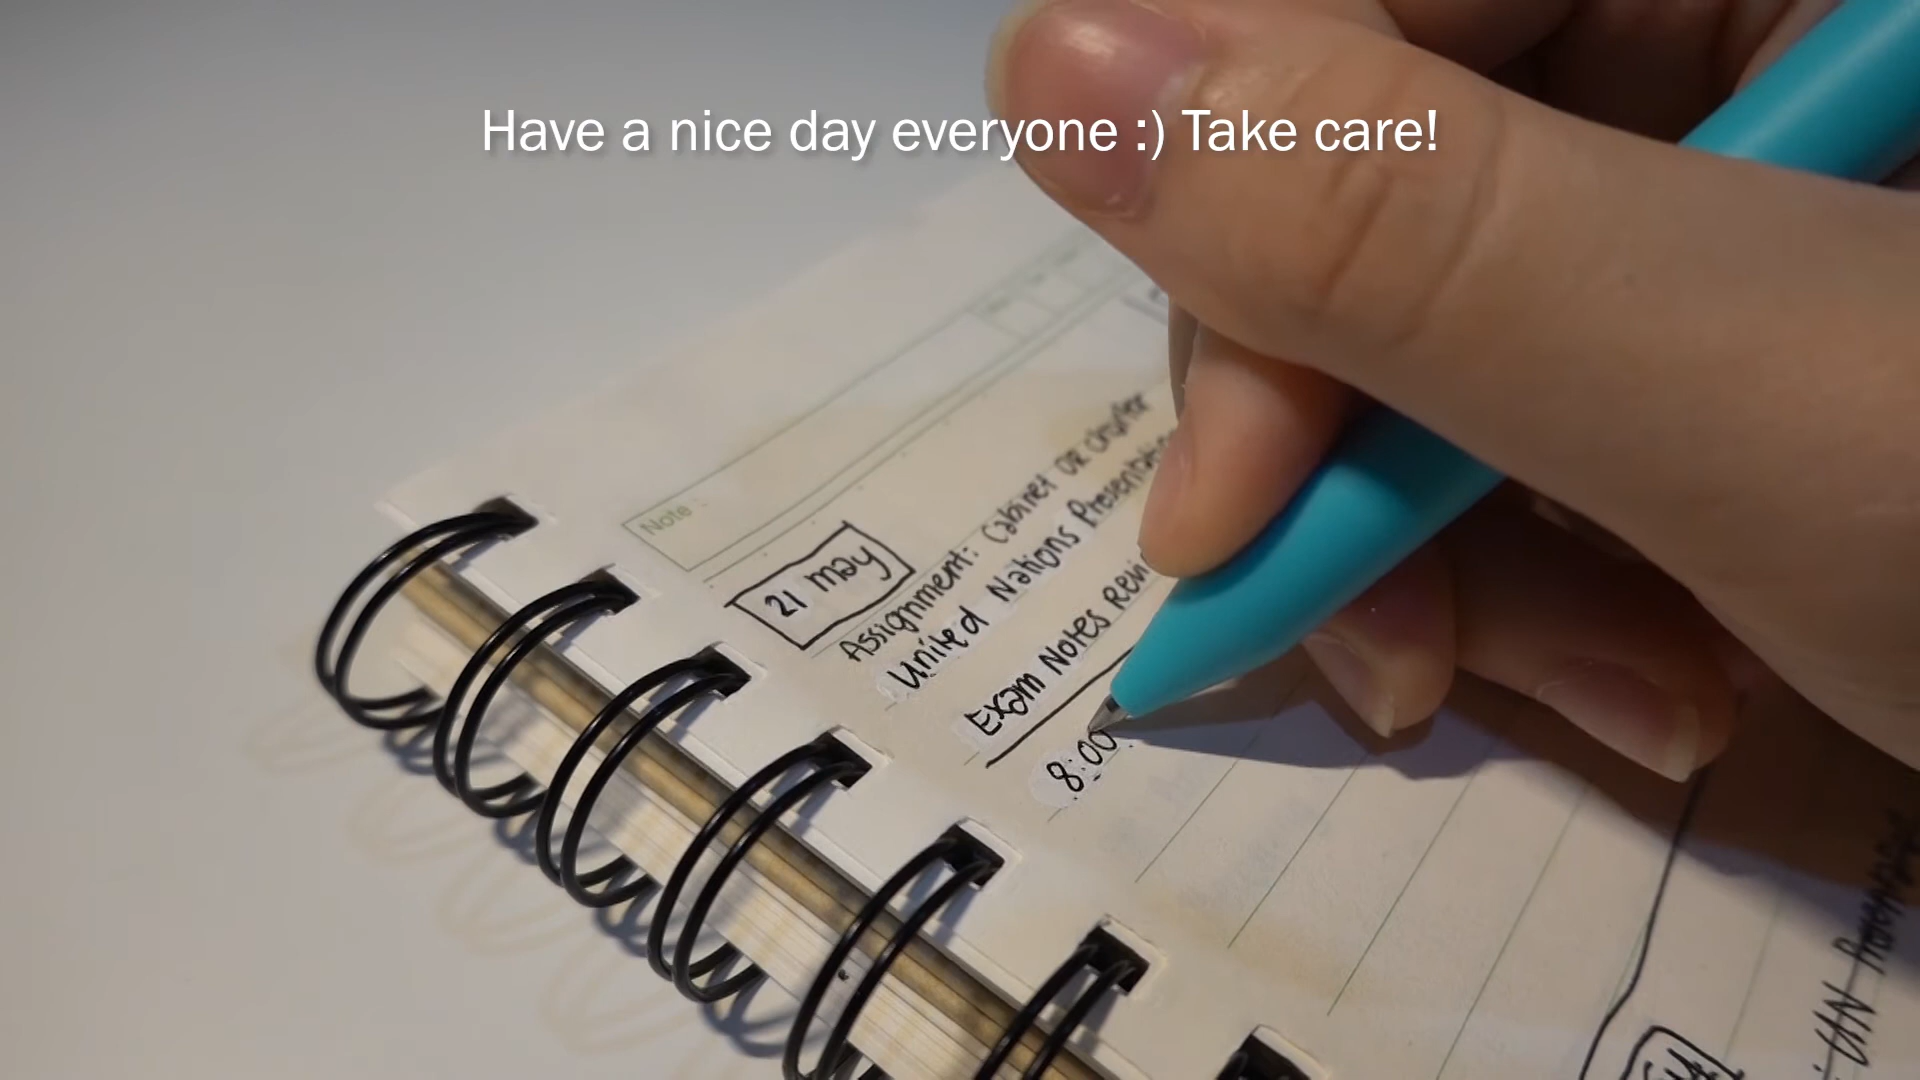 Have a nice day everyone :) Take care!
Note :
21 may
Assignment: Cabinet or
United Nations Presentation
Exam Notes
8:00
UN